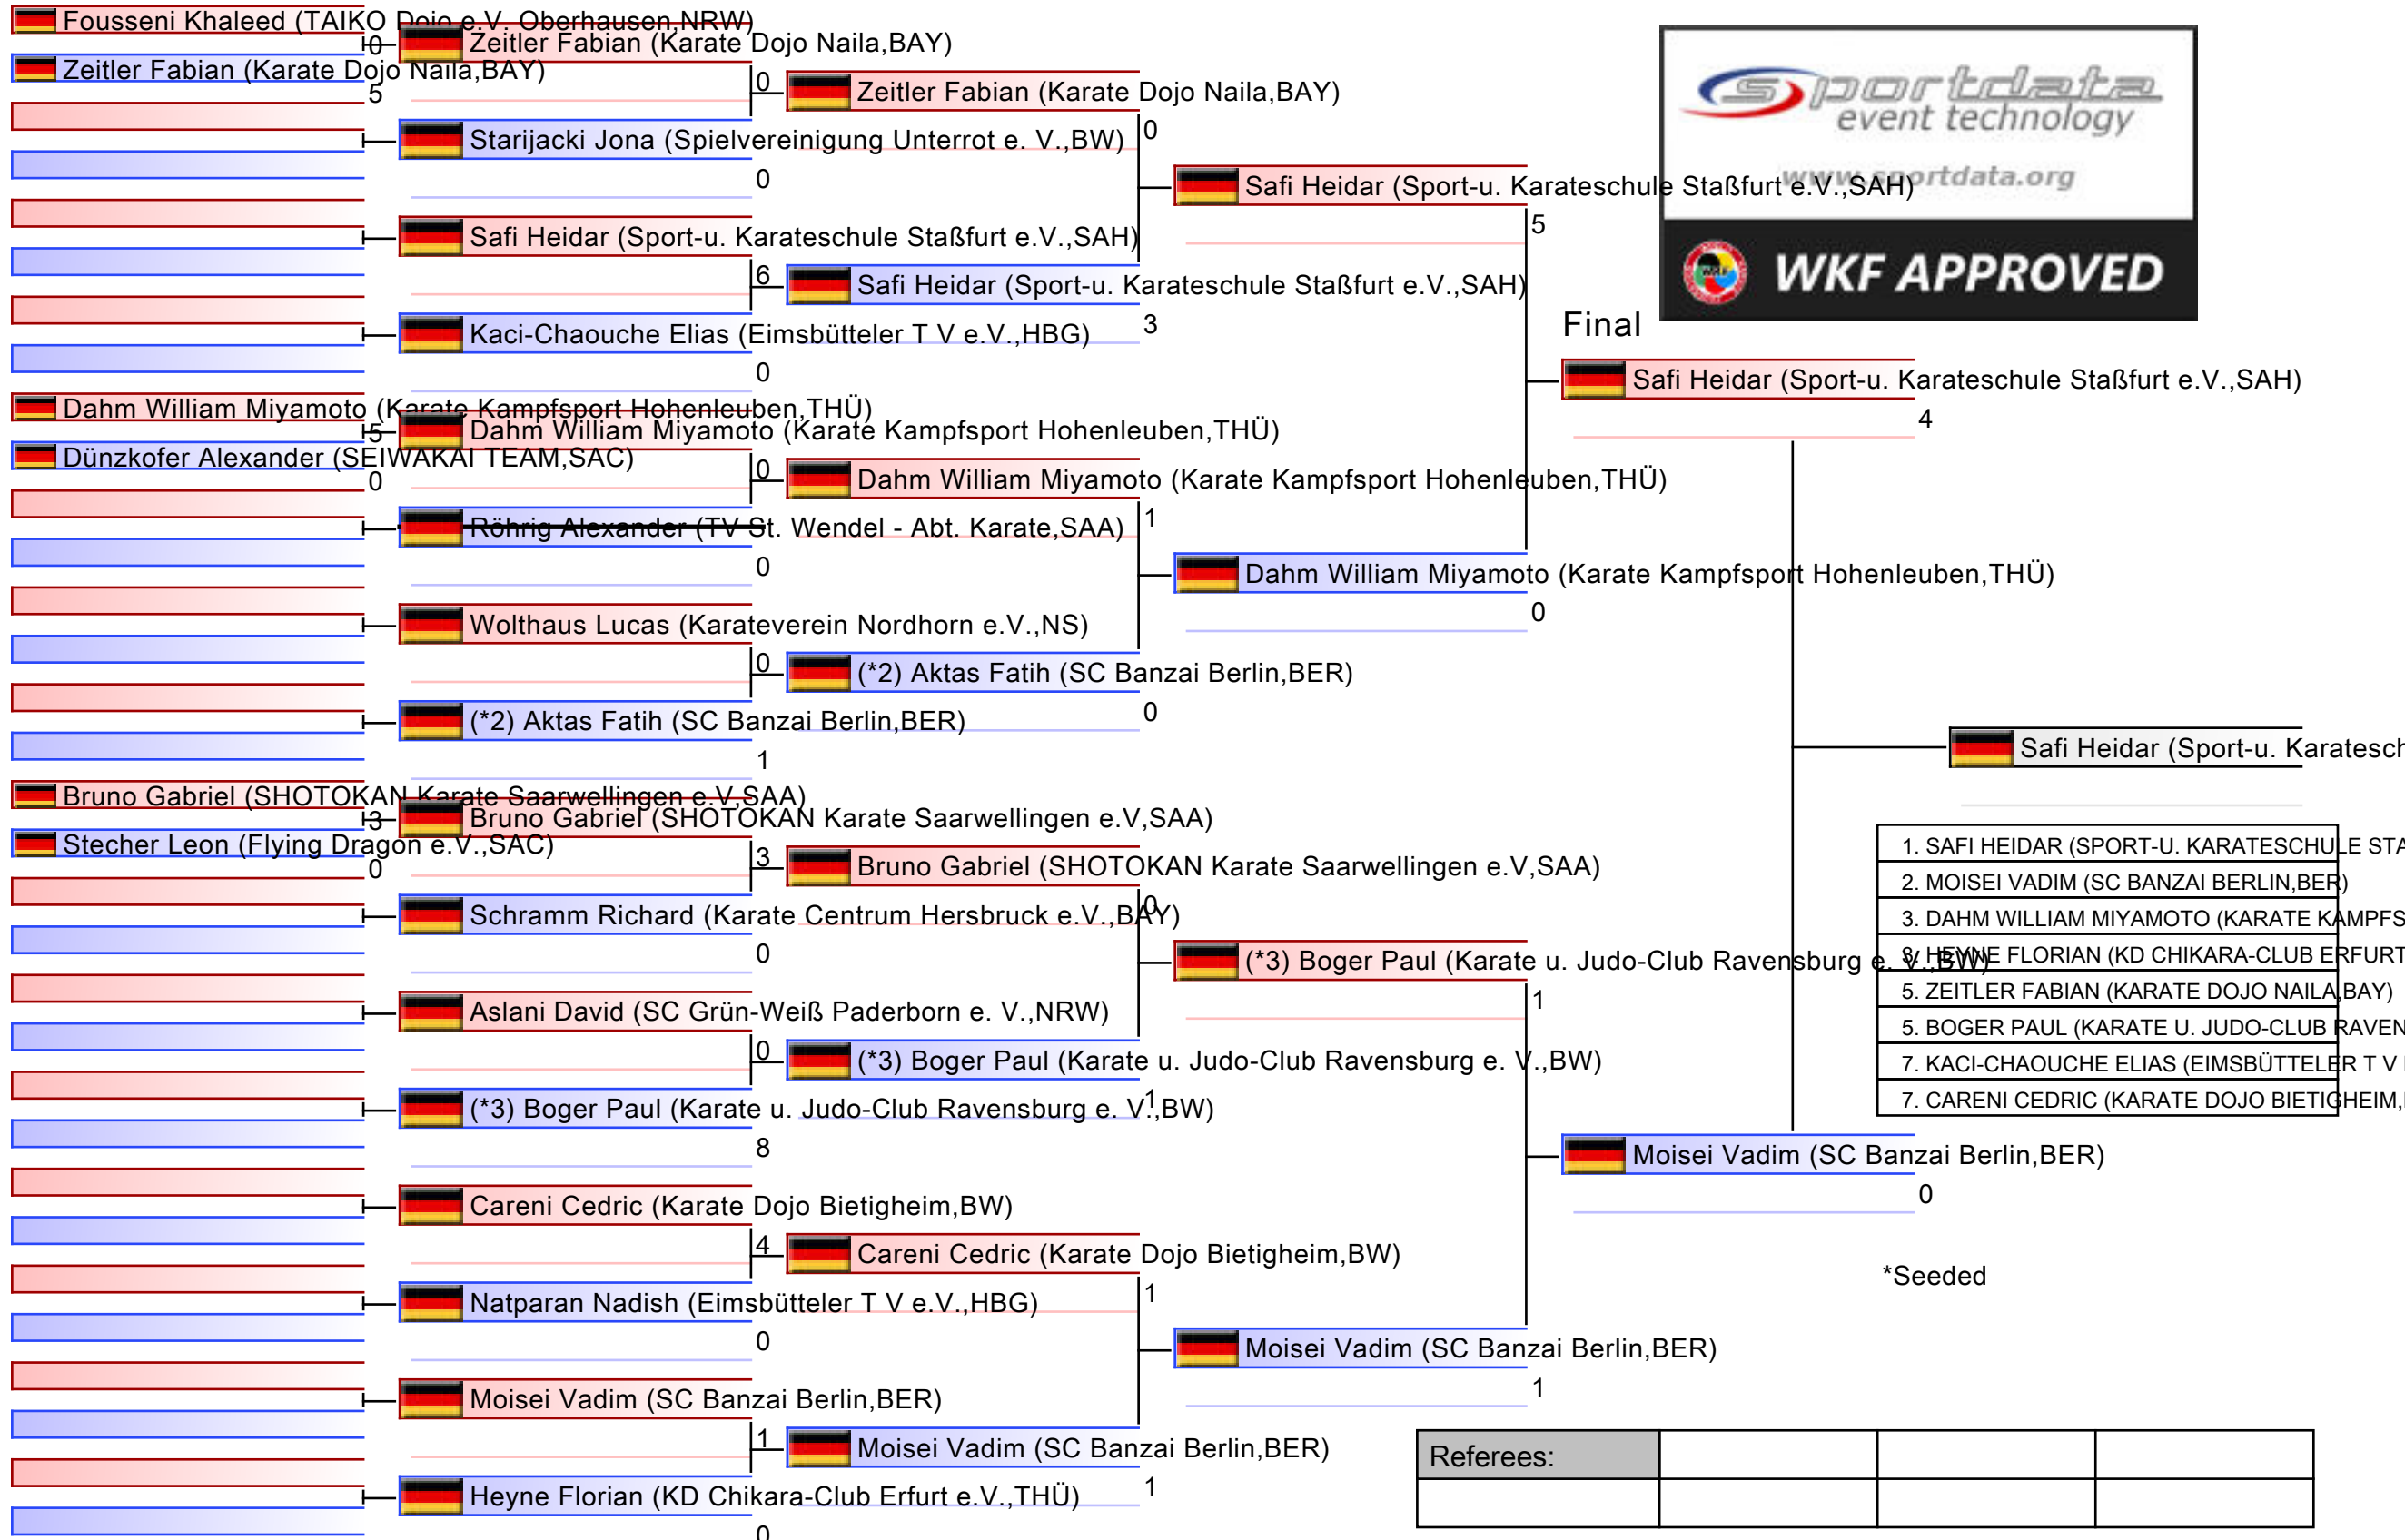 Fousseni Khaleed (TAIKO Dojo e.V. Oberhausen,NRW)
0
Zeitler Fabian (Karate Dojo Naila,BAY)
5
Dahm William Miyamoto (Karate Kampfsport Hohenleuben,THÜ)
5
Dünzkofer Alexander (SEIWAKAI TEAM,SAC)
0
Bruno Gabriel (SHOTOKAN Karate Saarwellingen e.V,SAA)
3
Stecher Leon (Flying Dragon e.V.,SAC)
0
Zeitler Fabian (Karate Dojo Naila,BAY)
0
Starijacki Jona (Spielvereinigung Unterrot e. V.,BW)
0
Safi Heidar (Sport-u. Karateschule Staßfurt e.V.,SAH)
6
Kaci-Chaouche Elias (Eimsbütteler T V e.V.,HBG)
0
Dahm William Miyamoto (Karate Kampfsport Hohenleuben,THÜ)
0
Röhrig Alexander (TV St. Wendel - Abt. Karate,SAA)
0
Wolthaus Lucas (Karateverein Nordhorn e.V.,NS)
0
(*2) Aktas Fatih (SC Banzai Berlin,BER)
1
Bruno Gabriel (SHOTOKAN Karate Saarwellingen e.V,SAA)
3
Schramm Richard (Karate Centrum Hersbruck e.V.,BAY)
0
Aslani David (SC Grün-Weiß Paderborn e. V.,NRW)
0
(*3) Boger Paul (Karate u. Judo-Club Ravensburg e. V.,BW)
8
Careni Cedric (Karate Dojo Bietigheim,BW)
4
Natparan Nadish (Eimsbütteler T V e.V.,HBG)
0
Moisei Vadim (SC Banzai Berlin,BER)
1
Heyne Florian (KD Chikara-Club Erfurt e.V.,THÜ)
0
Zeitler Fabian (Karate Dojo Naila,BAY)
0
Safi Heidar (Sport-u. Karateschule Staßfurt e.V.,SAH)
3
Dahm William Miyamoto (Karate Kampfsport Hohenleuben,THÜ)
1
(*2) Aktas Fatih (SC Banzai Berlin,BER)
0
Bruno Gabriel (SHOTOKAN Karate Saarwellingen e.V,SAA)
0
(*3) Boger Paul (Karate u. Judo-Club Ravensburg e. V.,BW)
1
Careni Cedric (Karate Dojo Bietigheim,BW)
1
Moisei Vadim (SC Banzai Berlin,BER)
1
Safi Heidar (Sport-u. Karateschule Staßfurt e.V.,SAH)
5
Dahm William Miyamoto (Karate Kampfsport Hohenleuben,THÜ)
0
(*3) Boger Paul (Karate u. Judo-Club Ravensburg e. V.,BW)
1
Moisei Vadim (SC Banzai Berlin,BER)
1
Final
Safi Heidar (Sport-u. Karateschule Staßfurt e.V.,SAH)
4
Moisei Vadim (SC Banzai Berlin,BER)
0
sportdata
event technology
www.sportdata.org
WKF APPROVED
Safi Heidar (Sport-u. Karatesch
1. SAFI HEIDAR (SPORT-U. KARATESCHULE STA
2. MOISEI VADIM (SC BANZAI BERLIN,BER)
3. DAHM WILLIAM MIYAMOTO (KARATE KAMPFS
3. HEYNE FLORIAN (KD CHIKARA-CLUB ERFURT
5. ZEITLER FABIAN (KARATE DOJO NAILA,BAY)
5. BOGER PAUL (KARATE U. JUDO-CLUB RAVEN
7. KACI-CHAOUCHE ELIAS (EIMSBÜTTELER T V
7. CARENI CEDRIC (KARATE DOJO BIETIGHEIM,
*Seeded
Referees: